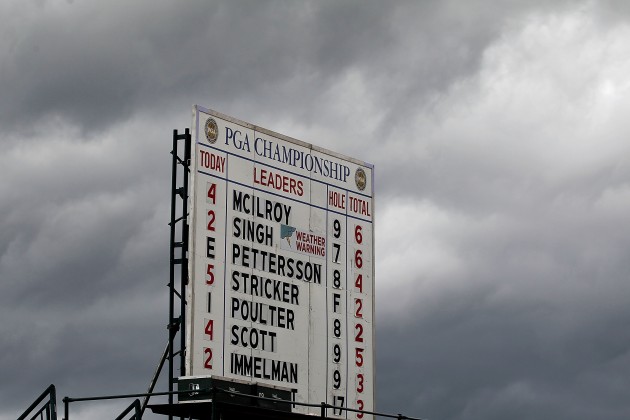 PGA CHAMPIONSHIP
TODAY LEADERS HOLE TOTAL
4 MCILROY 9 6
2 SINGH WEATHER WARNING 7 6
E PETTERSSON 8 4
5 STRICKER F 2
1 POULTER 8 2
4 SCOTT 9 5
2 IMMELMAN 9 3
17 3